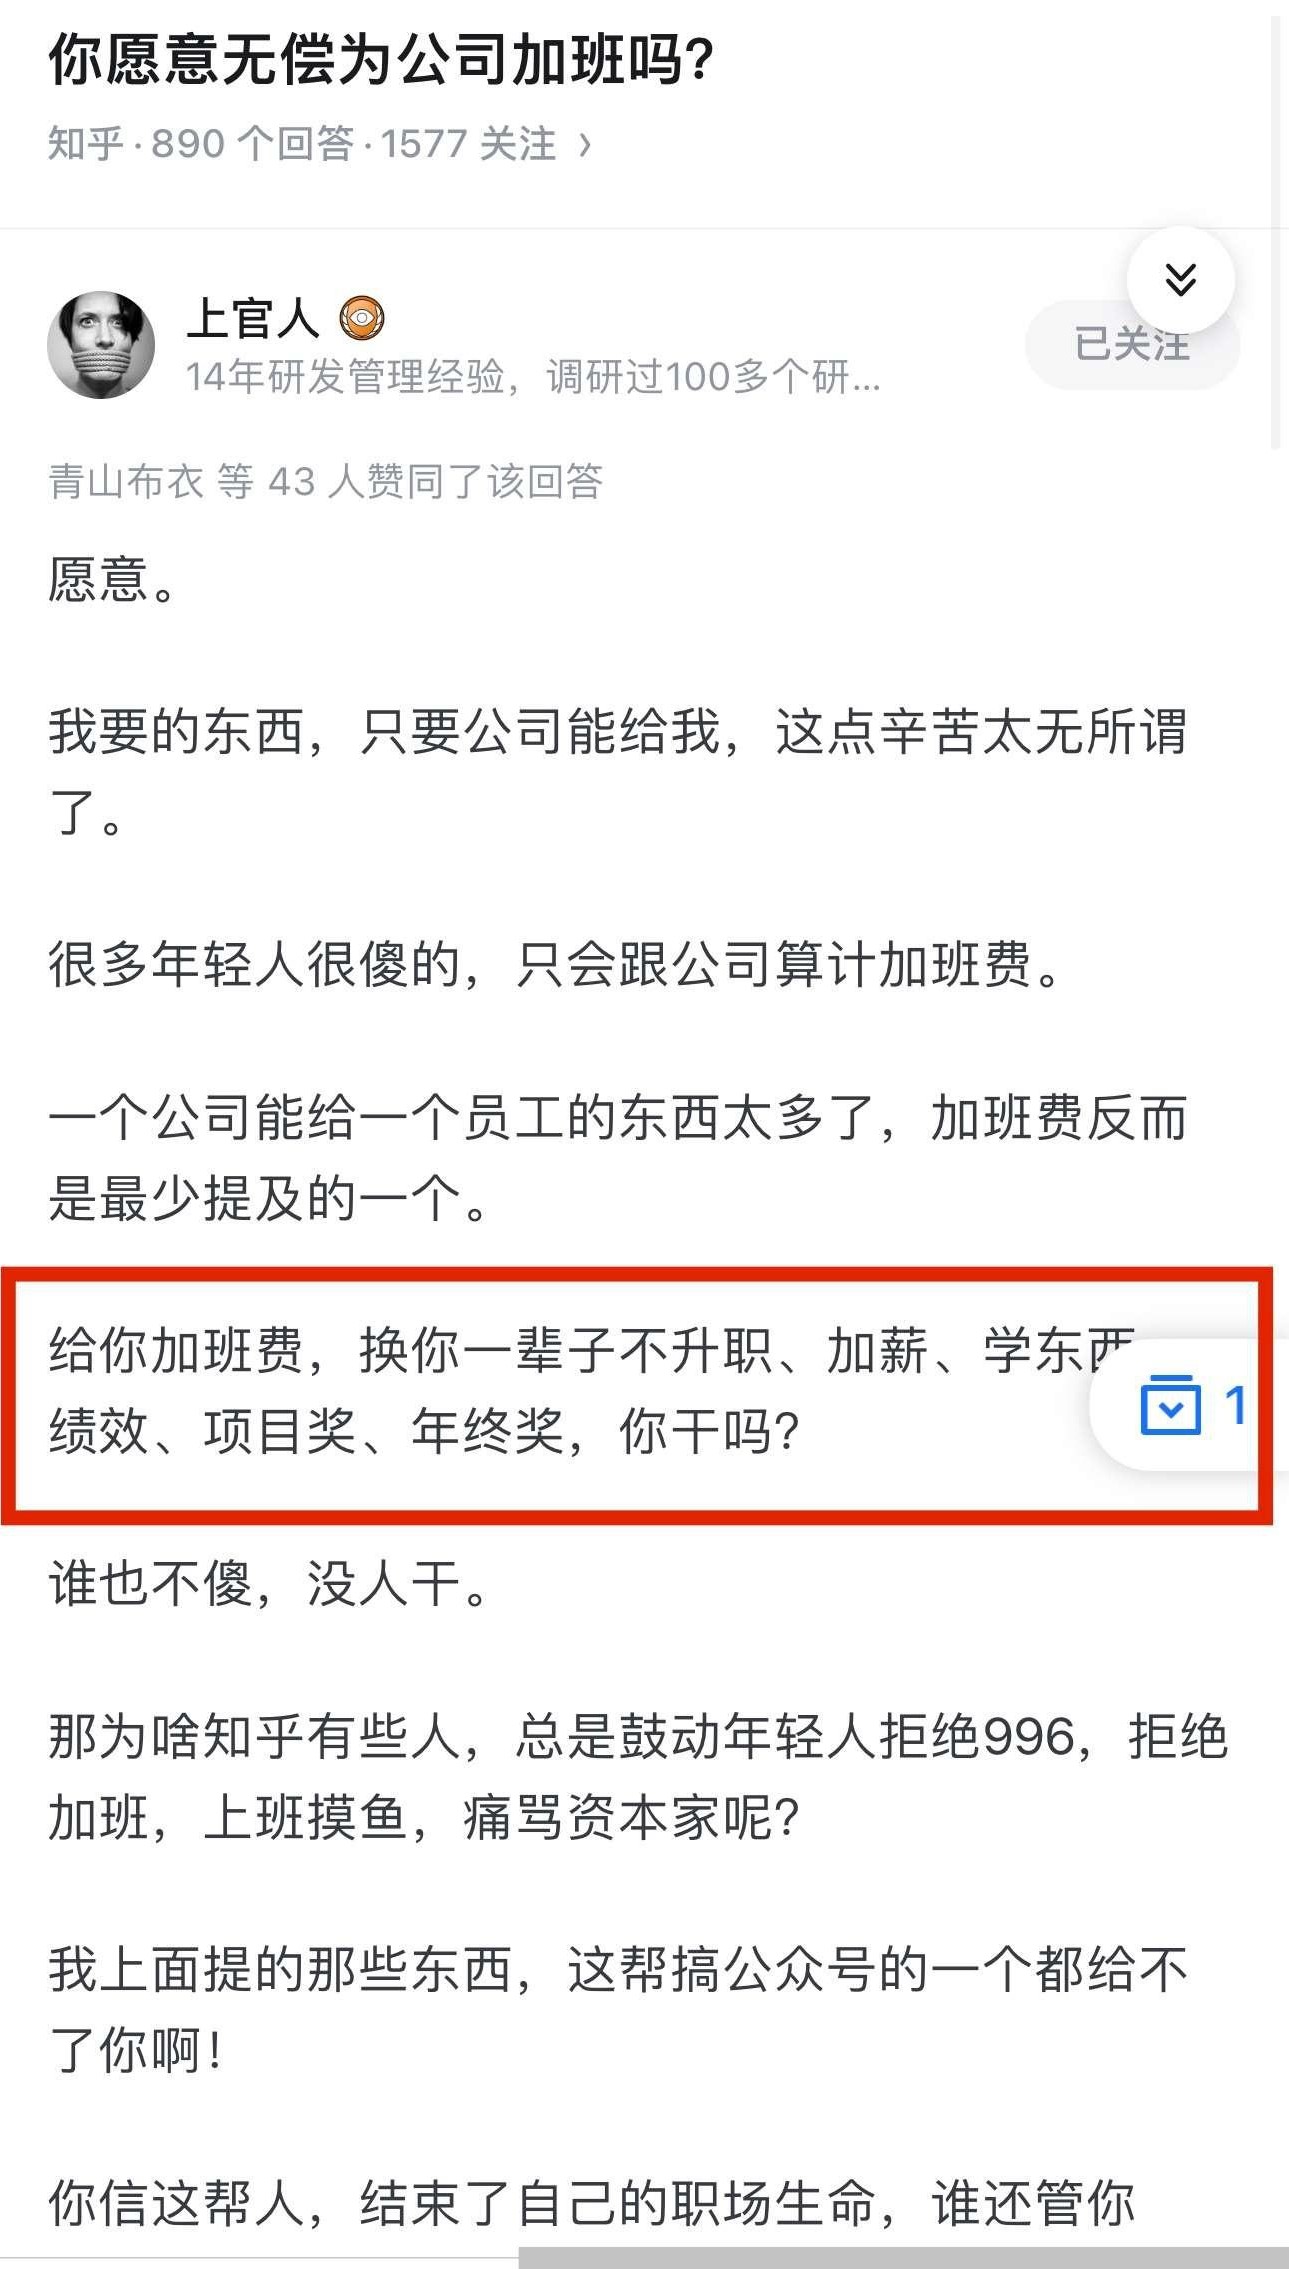 你愿意无偿为公司加班吗?
知乎·890 个回答·1577 关注 ›
上官人
已关注
14年研发管理经验，调研过100多个研...
青山布衣 等 43 人赞同了该回答
愿意。
我要的东西，只要公司能给我，这点辛苦太无所谓
了。
很多年轻人很傻的，只会跟公司算计加班费。
一个公司能给一个员工的东西太多了，加班费反而
是最少提及的一个。
给你加班费，换你一辈子不升职、加薪、学东西
绩效、项目奖、年终奖，你干吗?
1
谁也不傻，没人干。
那为啥知乎有些人，总是鼓动年轻人拒绝996，拒绝
加班，上班摸鱼，痛骂资本家呢?
我上面提的那些东西，这帮搞公众号的一个都给不
了你啊!
你信这帮人，结束了自己的职场生命，谁还管你